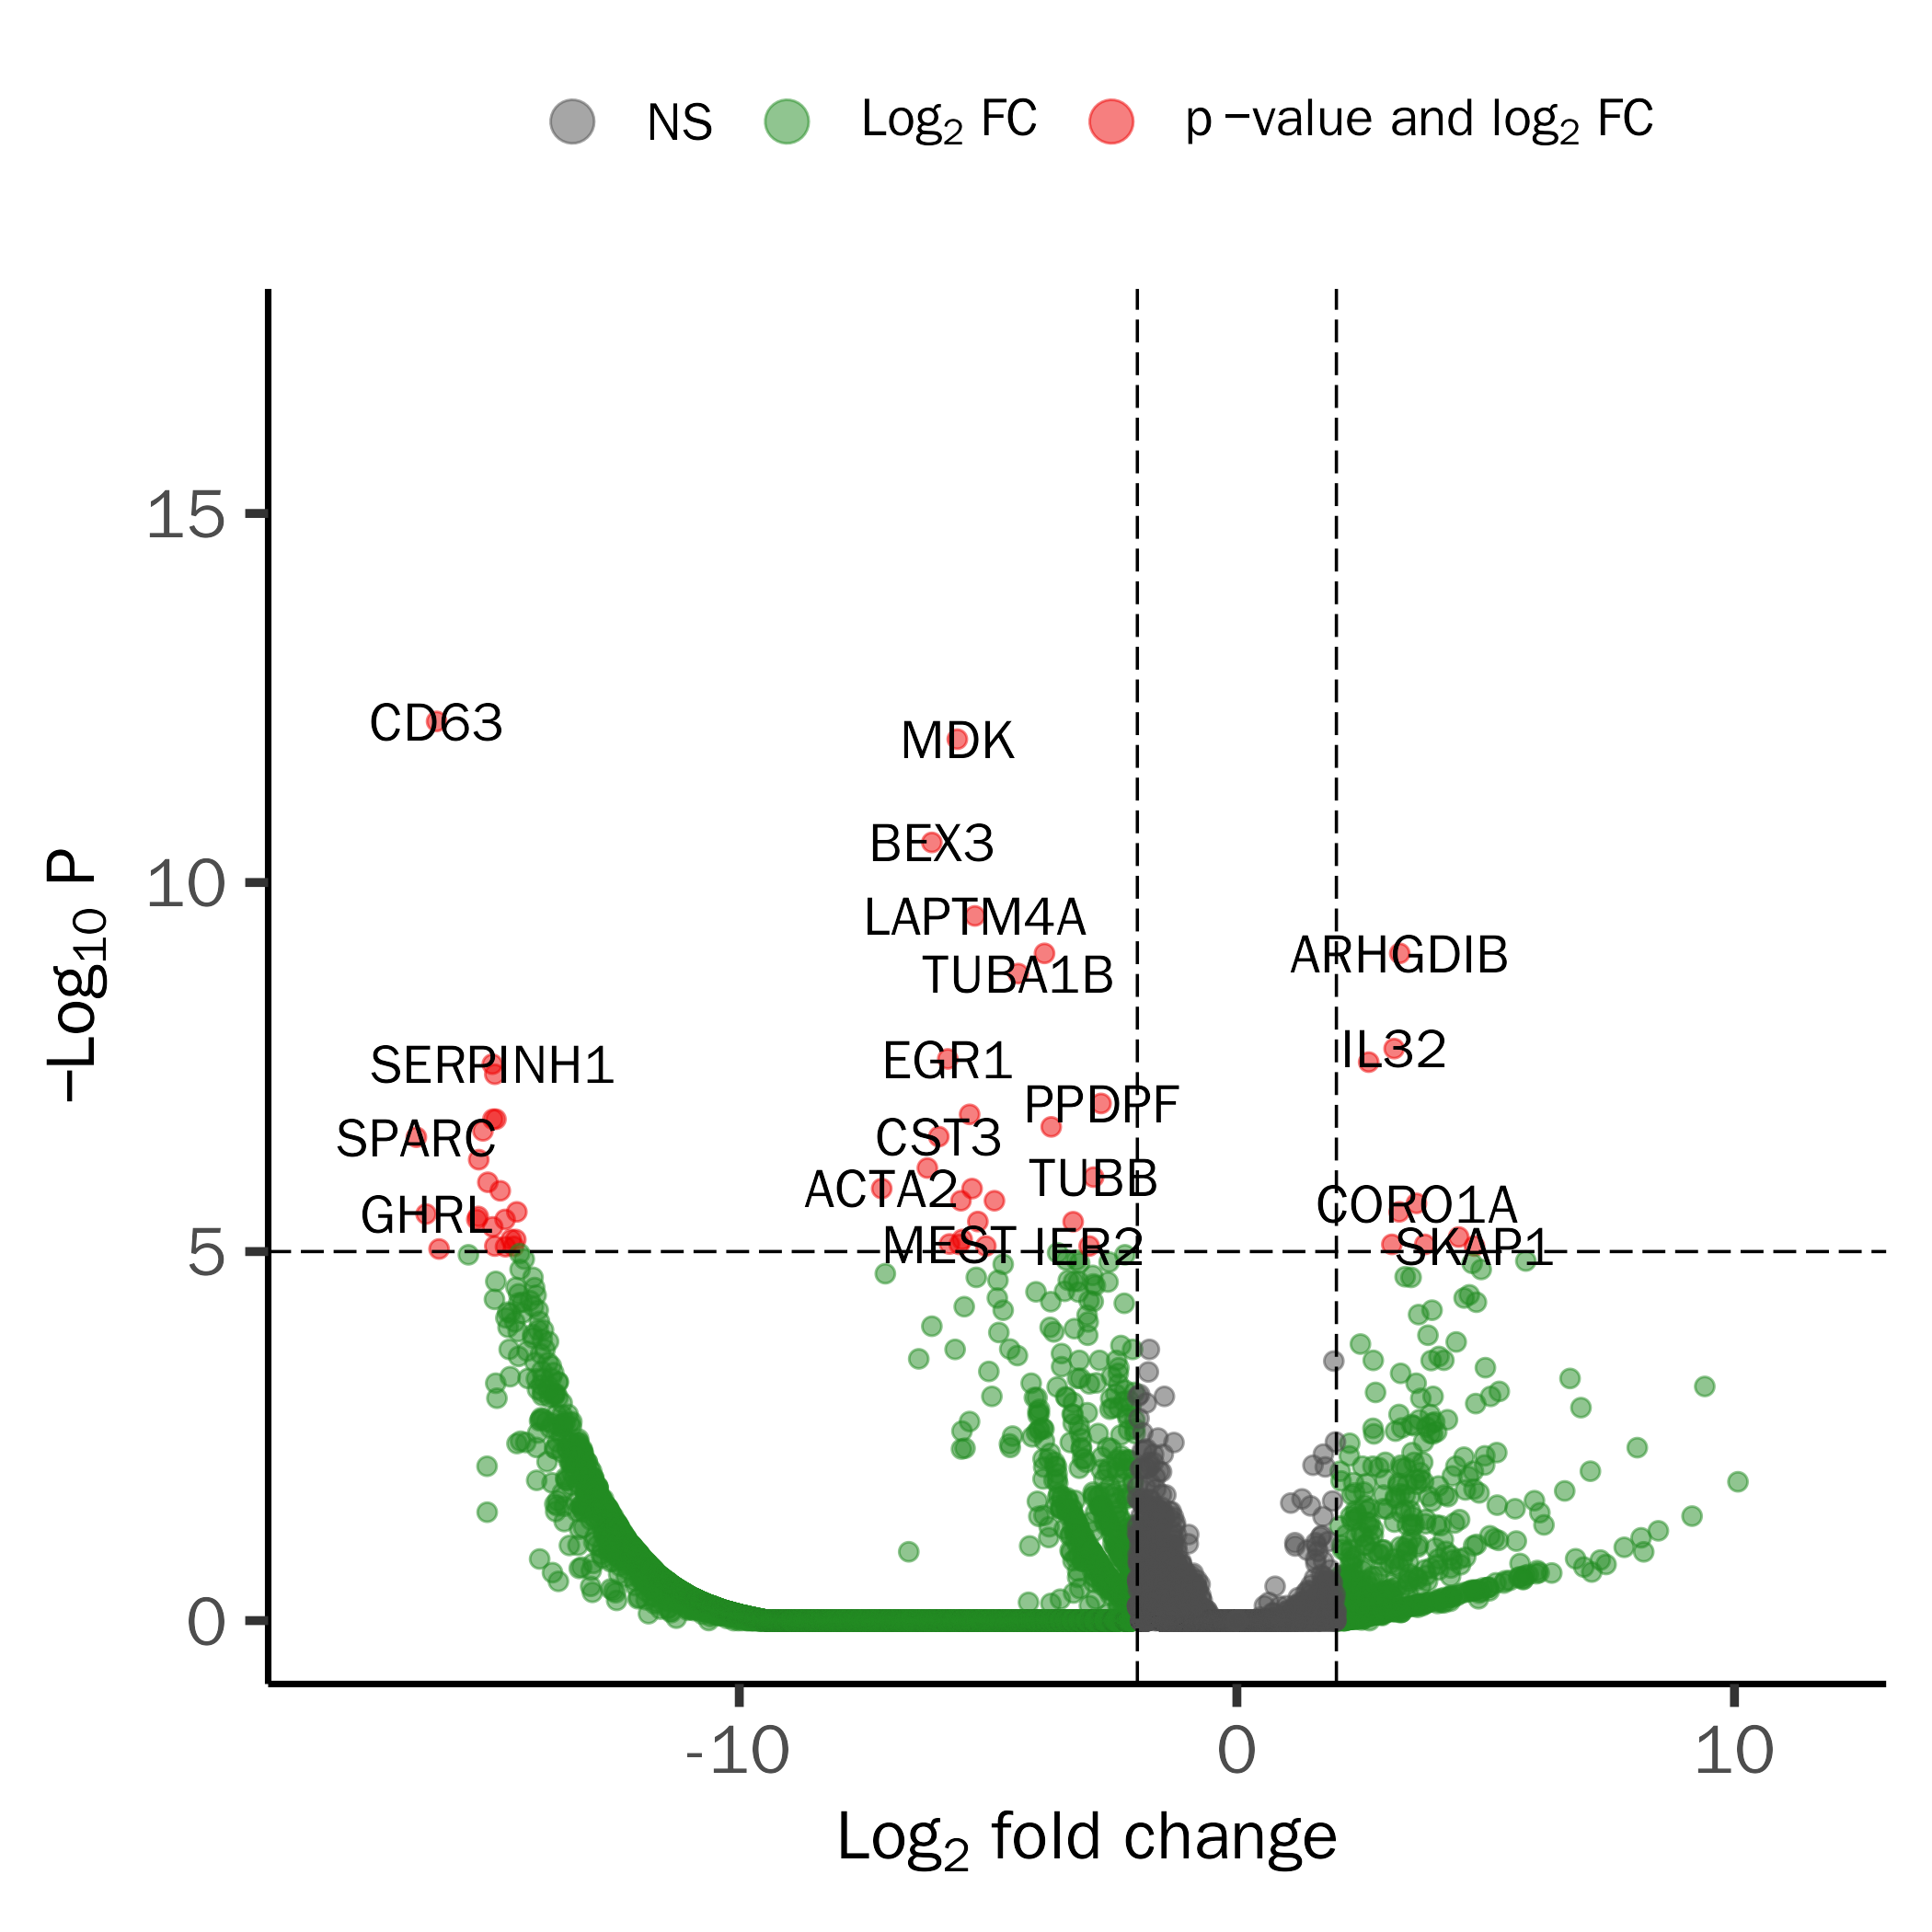 NS Log₂ FC p −value and log₂ FC
15
10
5
0
−Log₁₀ P
CD63
MDK
BEX3
LAPTM4A
TUBA1B
ARHGDIB
IL32
EGR1
SERPINH1
PPDPF
CST3
SPARC
TUBB
ACTA2
CORO1A
GHRL
MEST
IER2
SKAP1
-10 0 10
Log₂ fold change